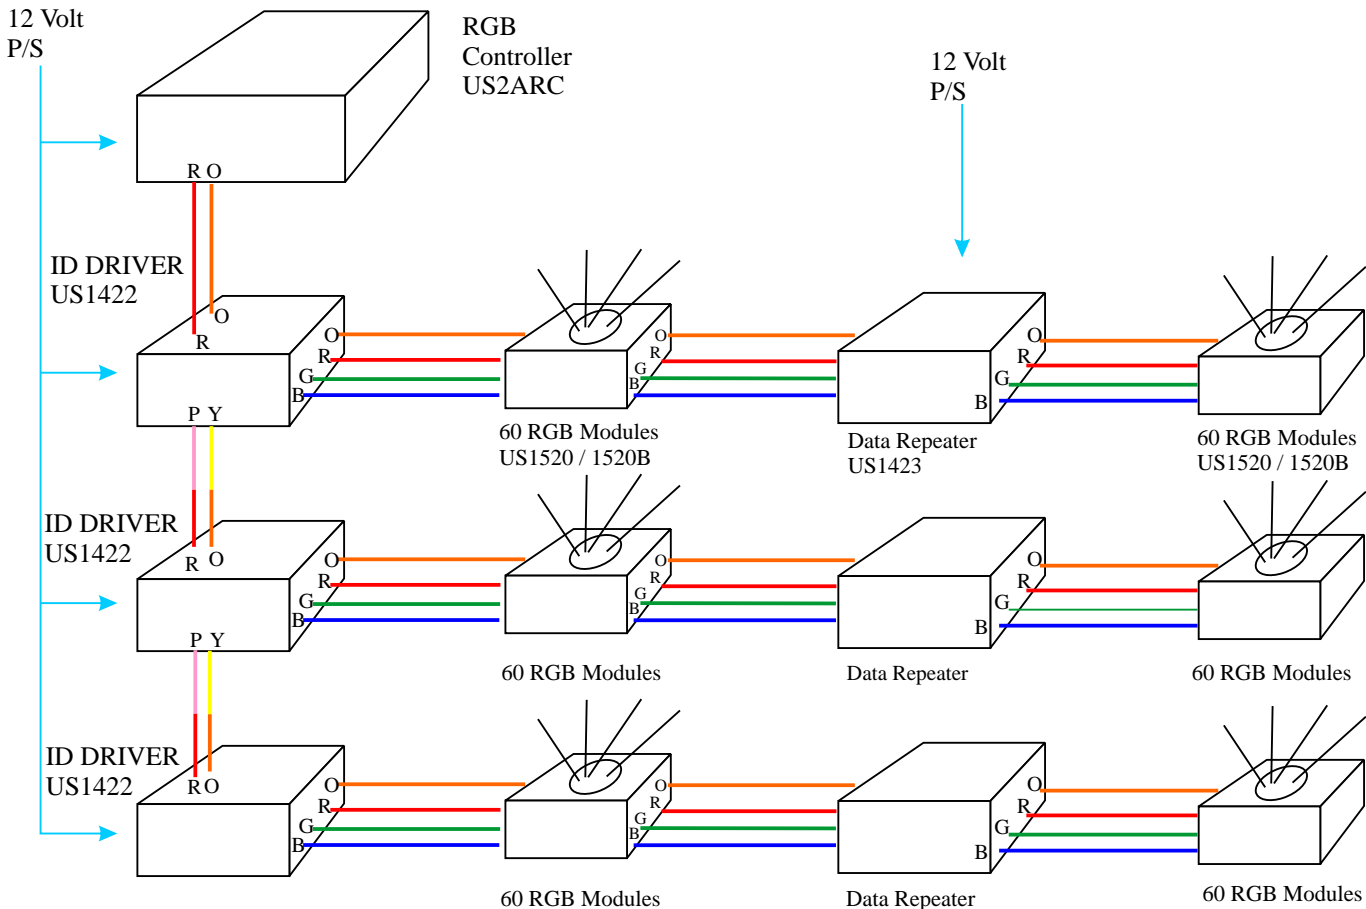 12 Volt
P/S
RGB
Controller
US2ARC
12 Volt
P/S
R O
ID DRIVER
US1422
O
R
O
R
G
B
O
R
G
B
O
R
G
B
P Y
60 RGB Modules
US1520 / 1520B
Data Repeater
US1423
60 RGB Modules
US1520 / 1520B
ID DRIVER
US1422
R O
O
R
G
B
O
R
G
B
O
R
G
B
P Y
60 RGB Modules
Data Repeater
60 RGB Modules
ID DRIVER
US1422
R O
O
R
G
B
O
R
G
B
O
R
G
B
60 RGB Modules
Data Repeater
60 RGB Modules